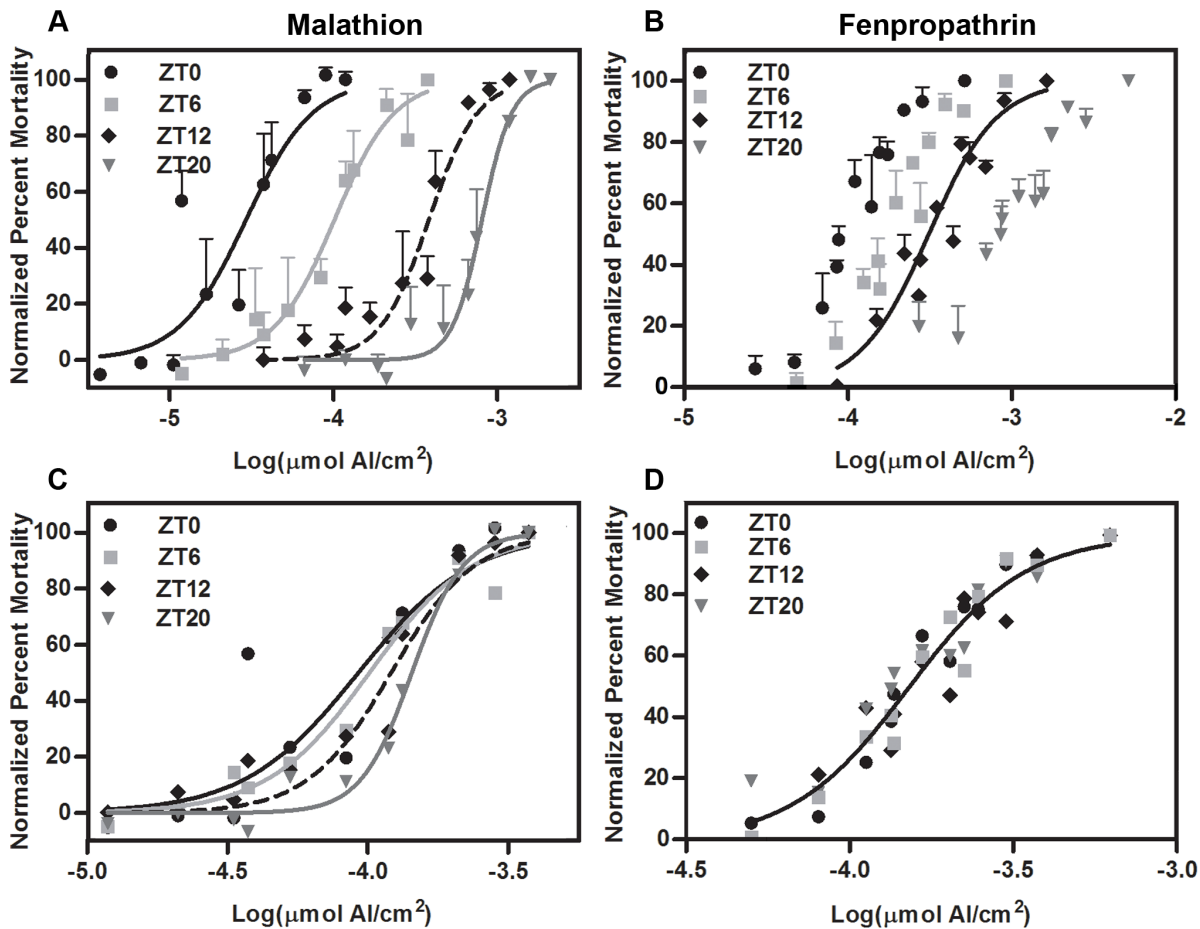 A Malathion
Normalized Percent Mortality
100
80
60
40
20
0
ZT0
ZT6
ZT12
ZT20
-5 -4 -3
Log(μmol AI/cm²)
B Fenpropathrin
Normalized Percent Mortality
100
80
60
40
20
0
ZT0
ZT6
ZT12
ZT20
-5 -4 -3 -2
Log(μmol AI/cm²)
C
Normalized Percent Mortality
100
80
60
40
20
0
ZT0
ZT6
ZT12
ZT20
-5.0 -4.5 -4.0 -3.5
Log(μmol AI/cm²)
D
Normalized Percent Mortality
100
80
60
40
20
0
ZT0
ZT6
ZT12
ZT20
-4.5 -4.0 -3.5 -3.0
Log(μmol AI/cm²)